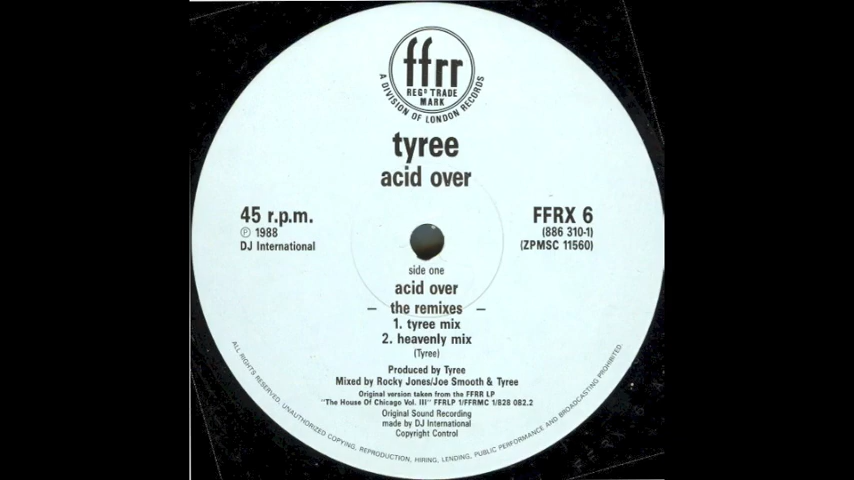 ffrr
REGD TRADE
MARK
A DIVISION OF LONDON RECORDS
tyree
acid over
45 r.p.m.
℗ 1988
DJ International
FFRX 6
(886 310-1)
(ZPMSC 11560)
side one
acid over
– the remixes –
1. tyree mix
2. heavenly mix
(Tyree)
Produced by Tyree
Mixed by Rocky Jones/Joe Smooth & Tyree
Original version taken from the FFRR LP
"The House Of Chicago Vol. III" FFRLP 1/FFRMC 1/828 082.2
Original Sound Recording
made by DJ International
Copyright Control
ALL RIGHTS RESERVED. UNAUTHORIZED COPYING, REPRODUCTION, HIRING, LENDING, PUBLIC PERFORMANCE AND BROADCASTING PROHIBITED.